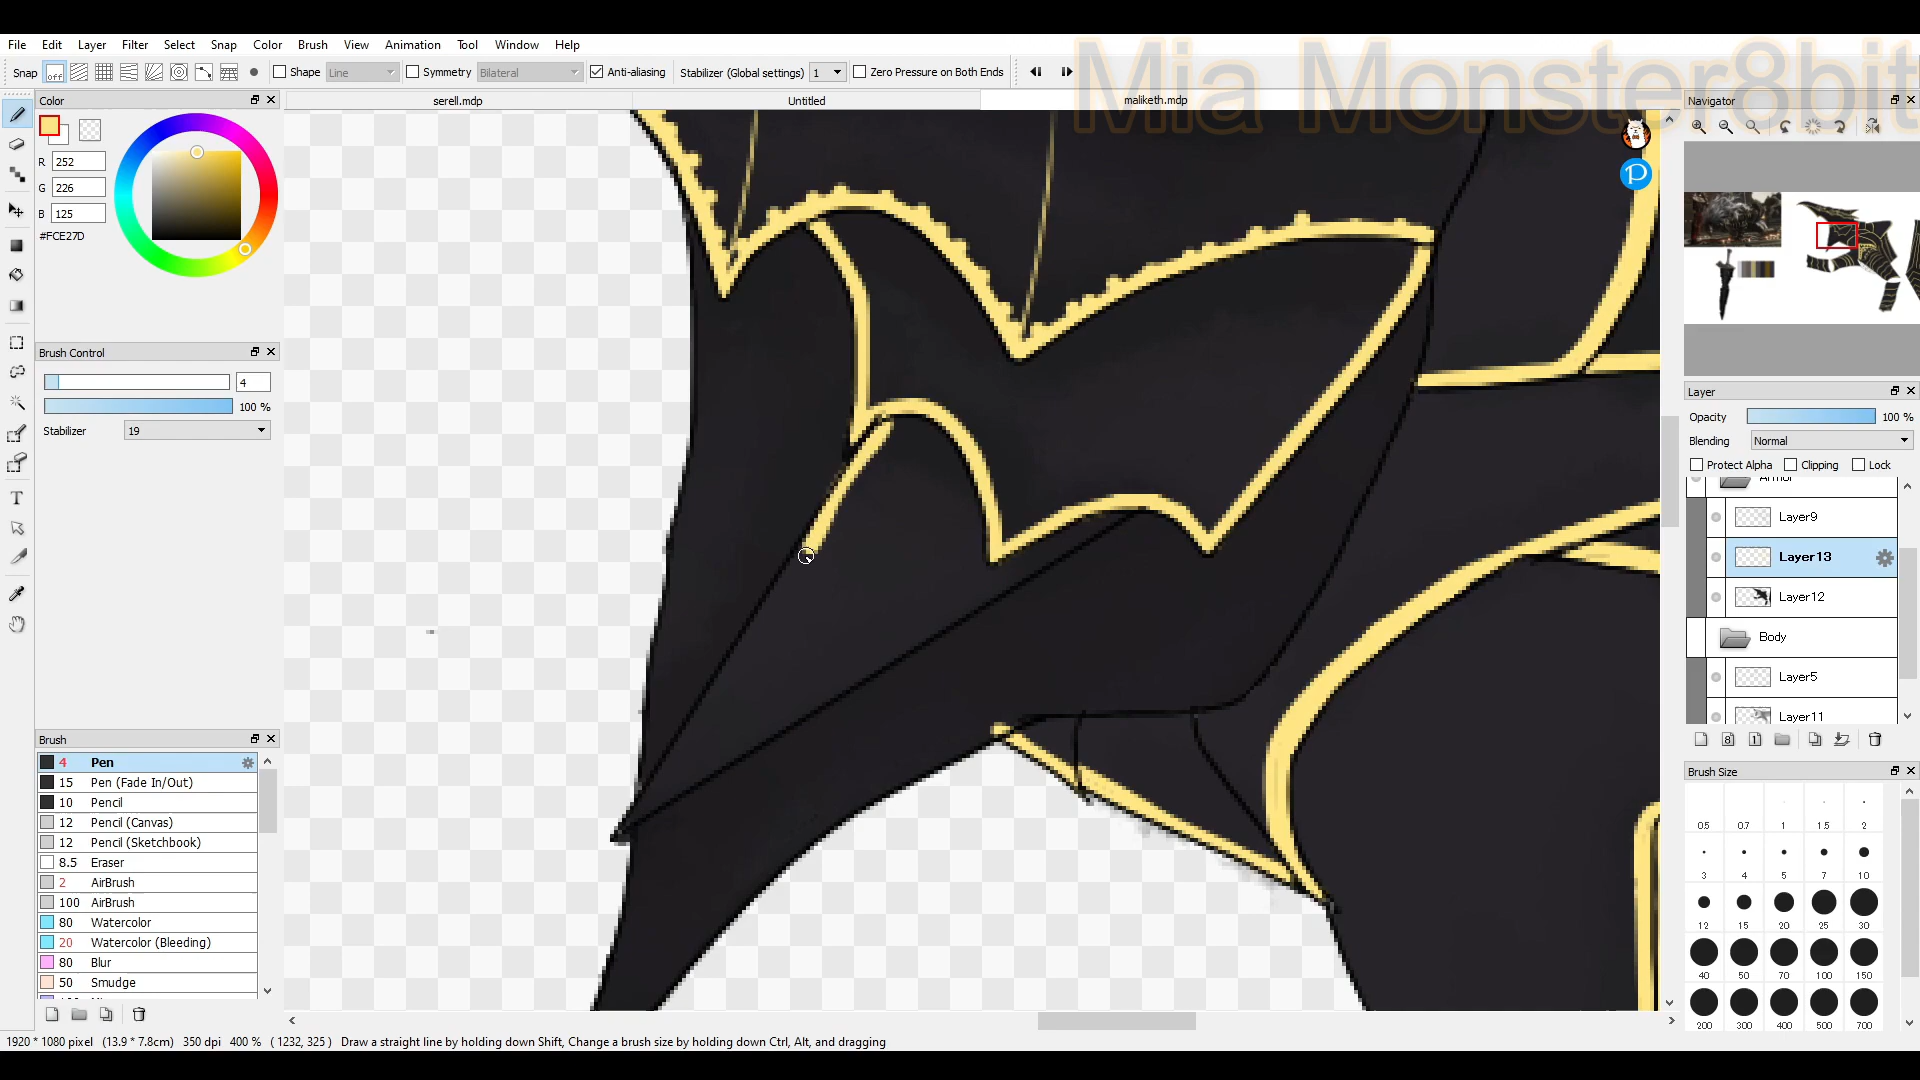 Mia Monster8bit
File Edit Layer Filter Select Snap Color Brush View Animation Tool Window Help
Snap off Shape Line Symmetry Bilateral Anti-aliasing Stabilizer (Global settings) 1 Zero Pressure on Both Ends
Color
serell.mdp Untitled maliketh.mdp
Navigator
R 252
G 226
B 125
#FCE27D
Brush Control
4
100 %
Stabilizer 19
Layer
Opacity 100 %
Blending Normal
Protect Alpha Clipping Lock
Armor
Layer9
Layer13
Layer12
Body
Layer5
Layer11
Brush
4 Pen
15 Pen (Fade In/Out)
10 Pencil
12 Pencil (Canvas)
12 Pencil (Sketchbook)
8.5 Eraser
2 AirBrush
100 AirBrush
80 Watercolor
20 Watercolor (Bleeding)
80 Blur
50 Smudge
Brush Size
0.5 0.7 1 1.5 2
3 4 5 7 10
12 15 20 25 30
40 50 70 100 150
200 300 400 500 700
1920 * 1080 pixel (13.9 * 7.8cm) 350 dpi 400 % ( 1232, 325 ) Draw a straight line by holding down Shift, Change a brush size by holding down Ctrl, Alt, and dragging